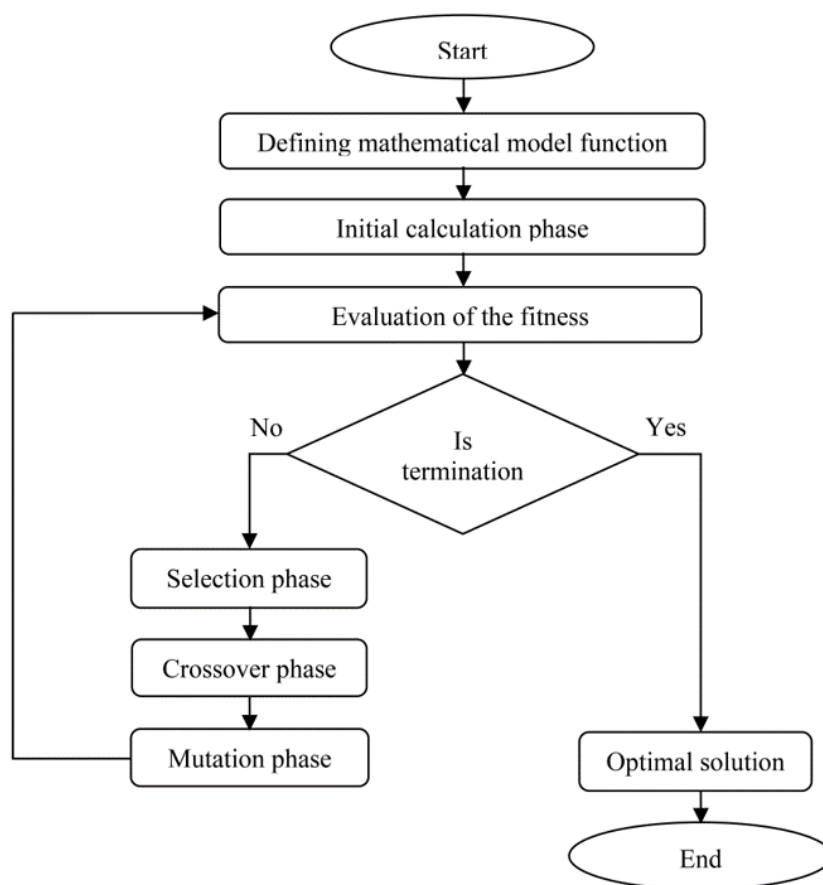 Start
Defining mathematical model function
Initial calculation phase
Evaluation of the fitness
No
Yes
Is
termination
Selection phase
Crossover phase
Mutation phase
Optimal solution
End